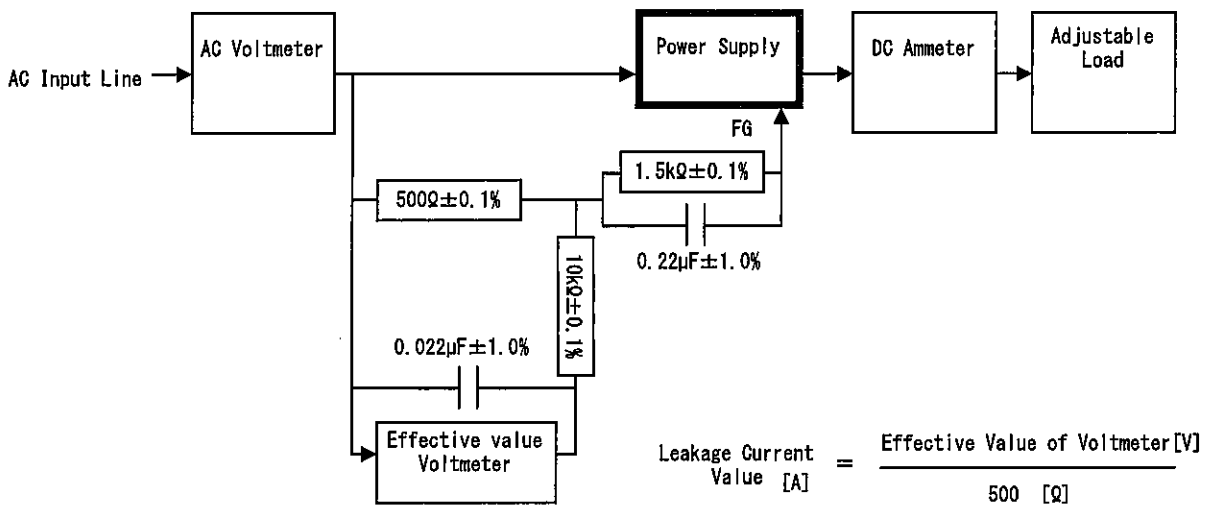 AC Input Line
AC Voltmeter
Power Supply
DC Ammeter
Adjustable
Load
FG
500Ω±0.1%
1.5kΩ±0.1%
0.22μF±1.0%
10kΩ±0.1%
0.022μF±1.0%
Effective value
Voltmeter
Leakage Current
Value [A]
=
Effective Value of Voltmeter[V]
500 [Ω]